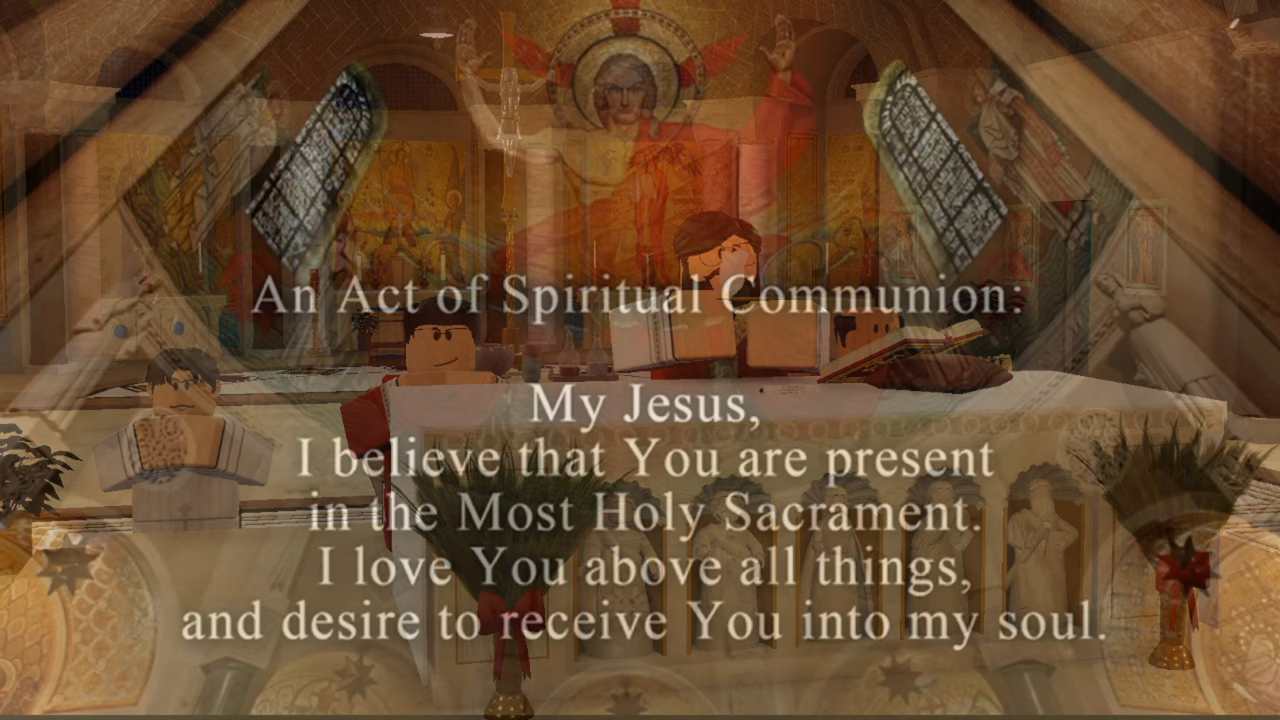 An Act of Spiritual Communion:
My Jesus,
I believe that You are present
in the Most Holy Sacrament.
I love You above all things,
and desire to receive You into my soul.